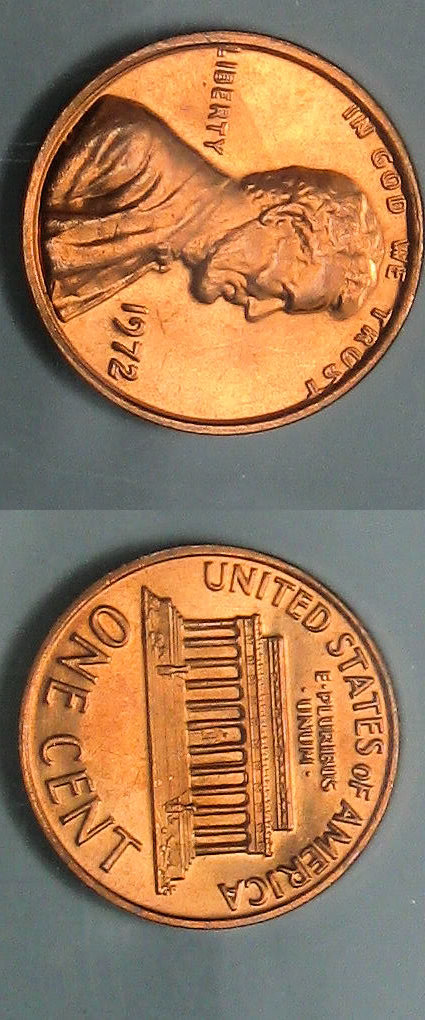 IN GOD WE TRUST
LIBERTY
1972
UNITED STATES OF AMERICA
E·PLURIBUS
·UNUM·
ONE CENT